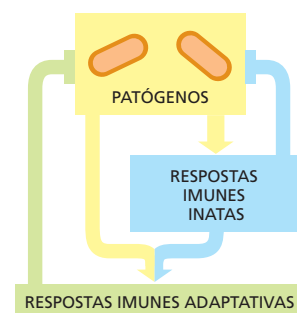 PATÓGENOS
RESPOSTAS
IMUNES
INATAS
RESPOSTAS IMUNES ADAPTATIVAS